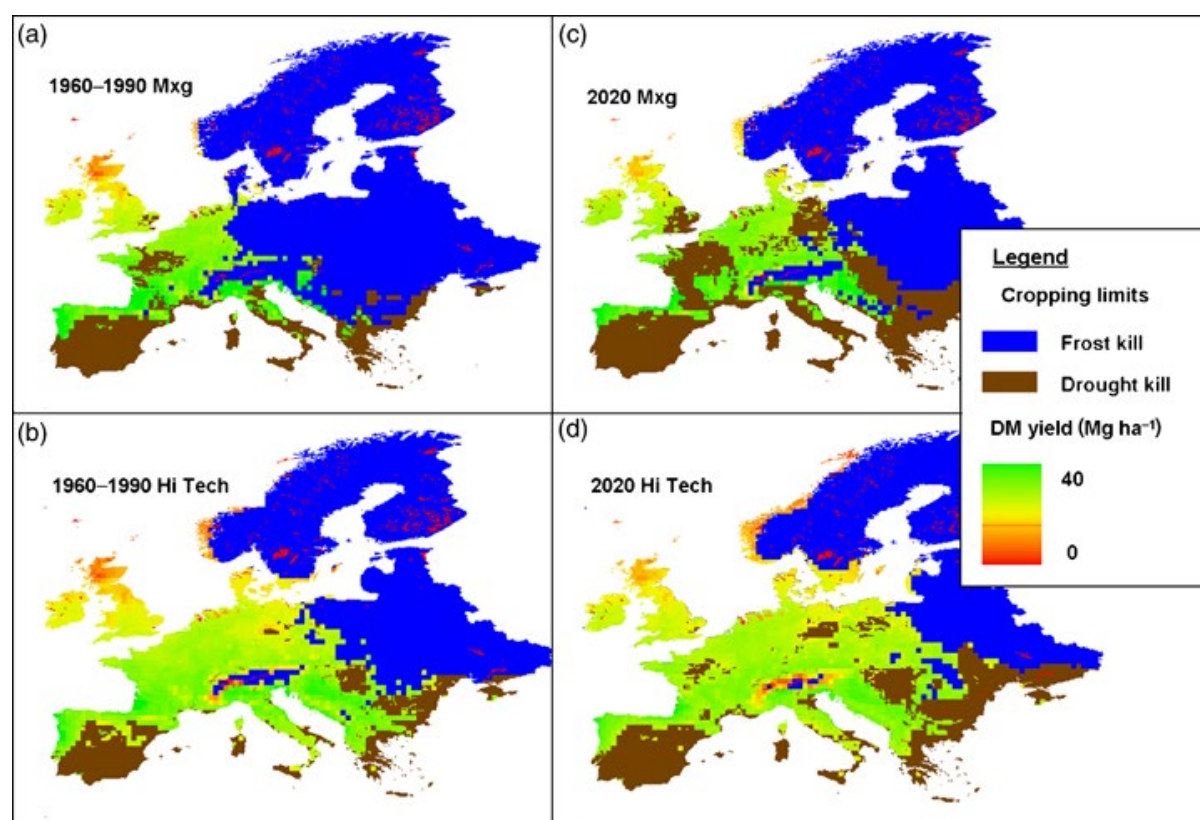 (a)
1960–1990 Mxg
(c)
2020 Mxg
(b)
1960–1990 Hi Tech
(d)
2020 Hi Tech
Legend
Cropping limits
Frost kill
Drought kill
DM yield (Mg ha⁻¹)
40
0